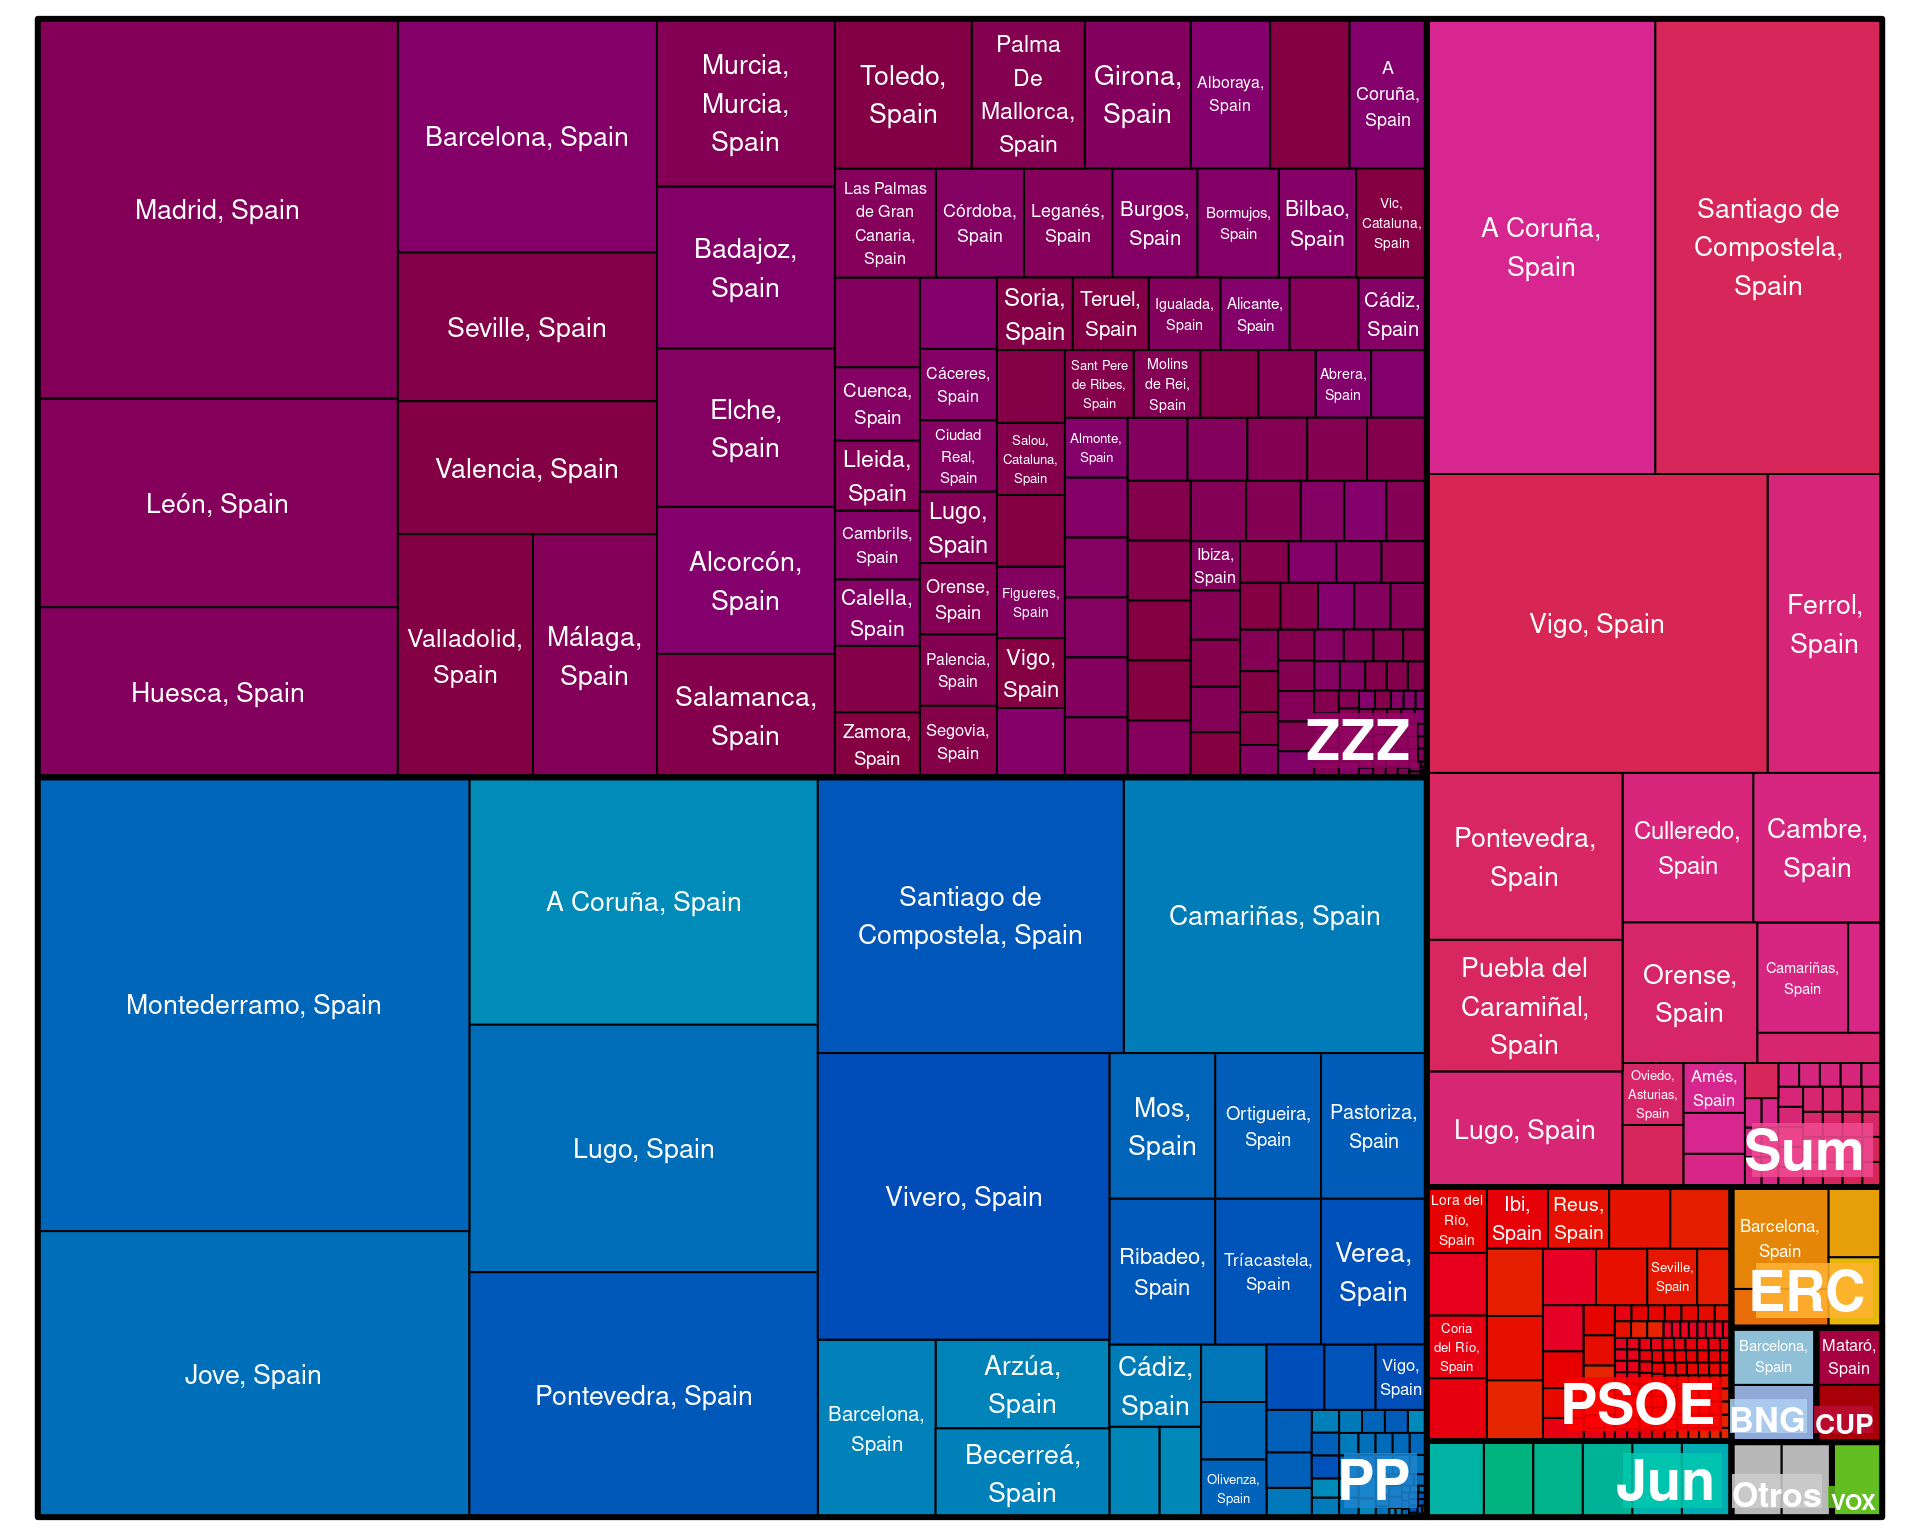 Madrid, Spain
León, Spain
Huesca, Spain
Barcelona, Spain
Seville, Spain
Valencia, Spain
Valladolid,
Spain
Málaga,
Spain
Murcia,
Murcia,
Spain
Badajoz,
Spain
Elche,
Spain
Alcorcón,
Spain
Salamanca,
Spain
Toledo,
Spain
Palma
De
Mallorca,
Spain
Girona,
Spain
Alboraya,
Spain
A
Coruña,
Spain
Las Palmas
de Gran
Canaria,
Spain
Córdoba,
Spain
Leganés,
Spain
Burgos,
Spain
Bormujos,
Spain
Bilbao,
Spain
Vic,
Cataluna,
Spain
Cuenca,
Spain
Lleida,
Spain
Cambrils,
Spain
Calella,
Spain
Zamora,
Spain
Cáceres,
Spain
Ciudad
Real,
Spain
Lugo,
Spain
Orense,
Spain
Palencia,
Spain
Segovia,
Spain
Soria,
Spain
Teruel,
Spain
Igualada,
Spain
Alicante,
Spain
Cádiz,
Spain
Salou,
Cataluna,
Spain
Figueres,
Spain
Vigo,
Spain
Sant Pere
de Ribes,
Spain
Molins
de Rei,
Spain
Abrera,
Spain
Almonte,
Spain
Ibiza,
Spain
ZZZ
Montederramo, Spain
Jove, Spain
A Coruña, Spain
Lugo, Spain
Pontevedra, Spain
Santiago de
Compostela, Spain
Camariñas, Spain
Vivero, Spain
Mos,
Spain
Ortigueira,
Spain
Pastoriza,
Spain
Ribadeo,
Spain
Tríacastela,
Spain
Verea,
Spain
Barcelona,
Spain
Arzúa,
Spain
Becerreá,
Spain
Cádiz,
Spain
Olivenza,
Spain
Vigo,
Spain
PP
A Coruña,
Spain
Santiago de
Compostela,
Spain
Vigo, Spain
Ferrol,
Spain
Pontevedra,
Spain
Puebla del
Caramiñal,
Spain
Lugo, Spain
Culleredo,
Spain
Cambre,
Spain
Orense,
Spain
Camariñas,
Spain
Oviedo,
Asturias,
Spain
Amés,
Spain
Sum
Lora del
Río,
Spain
Ibi,
Spain
Reus,
Spain
Seville,
Spain
Coria
del Río,
Spain
PSOE
Barcelona,
Spain
ERC
Barcelona,
Spain
BNG
Mataró,
Spain
CUP
Jun
Otros
VOX